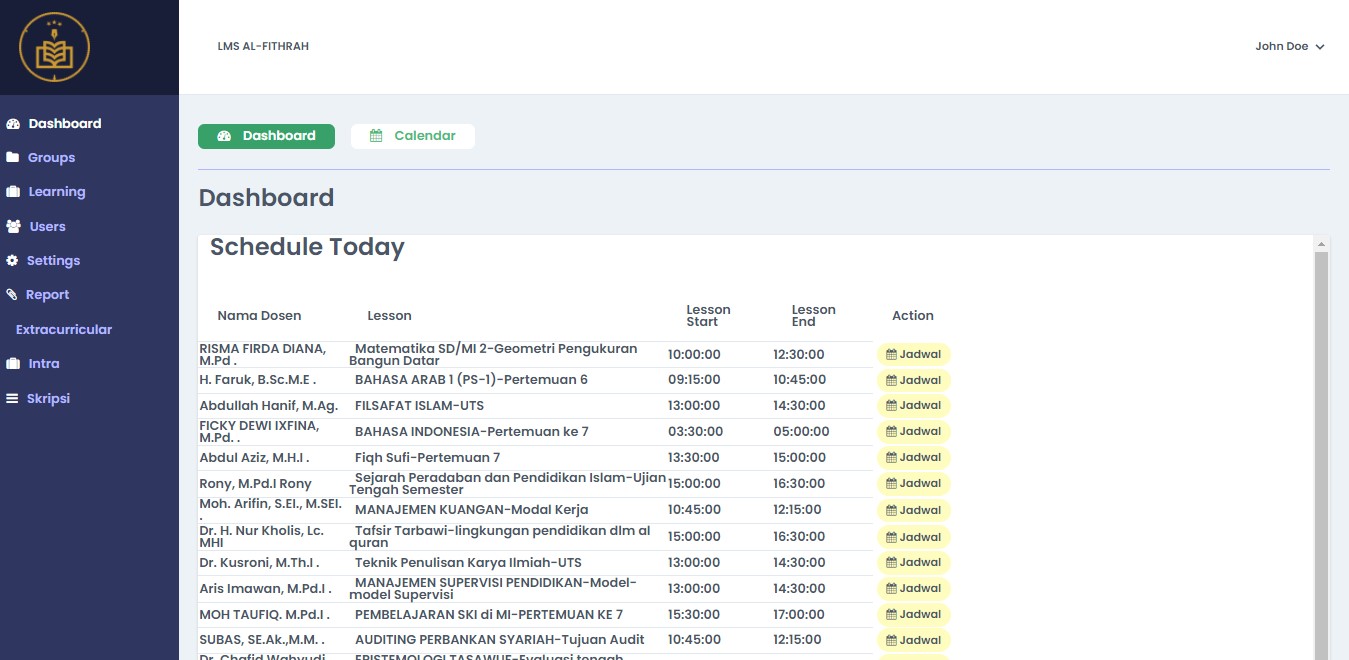 LMS AL-FITHRAH
John Doe
Dashboard
Groups
Learning
Users
Settings
Report
Extracurricular
Intra
Skripsi
Dashboard Calendar
Dashboard
Schedule Today
Nama Dosen Lesson Lesson Start Lesson End Action
RISMA FIRDA DIANA, M.Pd . Matematika SD/MI 2-Geometri Pengukuran Bangun Datar 10:00:00 12:30:00 Jadwal
H. Faruk, B.Sc.M.E . BAHASA ARAB 1 (PS-1)-Pertemuan 6 09:15:00 10:45:00 Jadwal
Abdullah Hanif, M.Ag. FILSAFAT ISLAM-UTS 13:00:00 14:30:00 Jadwal
FICKY DEWI IXFINA, M.Pd. . BAHASA INDONESIA-Pertemuan ke 7 03:30:00 05:00:00 Jadwal
Abdul Aziz, M.H.I . Fiqh Sufi-Pertemuan 7 13:30:00 15:00:00 Jadwal
Rony, M.Pd.I Rony Sejarah Peradaban dan Pendidikan Islam-Ujian Tengah Semester 15:00:00 16:30:00 Jadwal
Moh. Arifin, S.EI., M.SEI. . MANAJEMEN KUANGAN-Modal Kerja 10:45:00 12:15:00 Jadwal
Dr. H. Nur Kholis, Lc. MHI Tafsir Tarbawi-lingkungan pendidikan dlm al quran 15:00:00 16:30:00 Jadwal
Dr. Kusroni, M.Th.I . Teknik Penulisan Karya Ilmiah-UTS 13:00:00 14:30:00 Jadwal
Aris Imawan, M.Pd.I . MANAJEMEN SUPERVISI PENDIDIKAN-Model-model Supervisi 13:00:00 14:30:00 Jadwal
MOH TAUFIQ. M.Pd.I . PEMBELAJARAN SKI di MI-PERTEMUAN KE 7 15:30:00 17:00:00 Jadwal
SUBAS, SE.Ak.,M.M. . AUDITING PERBANKAN SYARIAH-Tujuan Audit 10:45:00 12:15:00 Jadwal
Dr. Chafid Wahyudi EPISTEMOLOGI TASAWUF-Evaluasi tengah